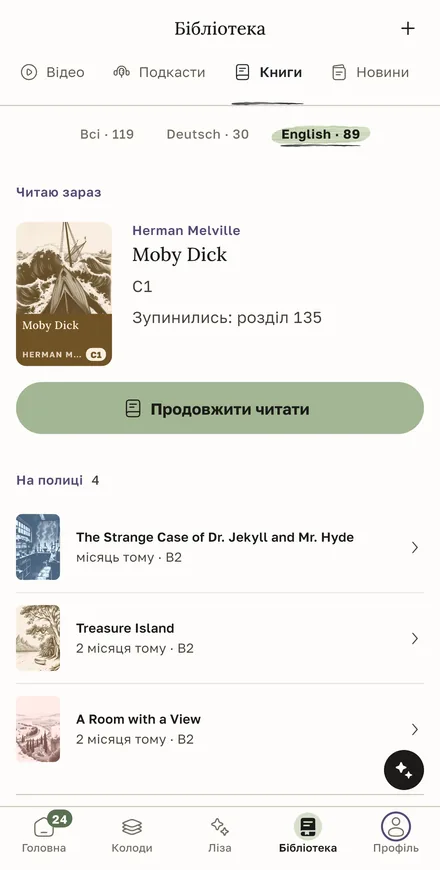 Бібліотека
Відео
Подкасти
Книги
Новини
Всі · 119
Deutsch · 30
English · 89
Читаю зараз
Herman Melville
Moby Dick
C1
Зупинились: розділ 135
Moby Dick
HERMAN M... C1
Продовжити читати
На полиці 4
The Strange Case of Dr. Jekyll and Mr. Hyde
місяць тому · B2
Treasure Island
2 місяця тому · B2
A Room with a View
2 місяця тому · B2
24
Головна
Колоди
Ліза
Бібліотека
Профіль